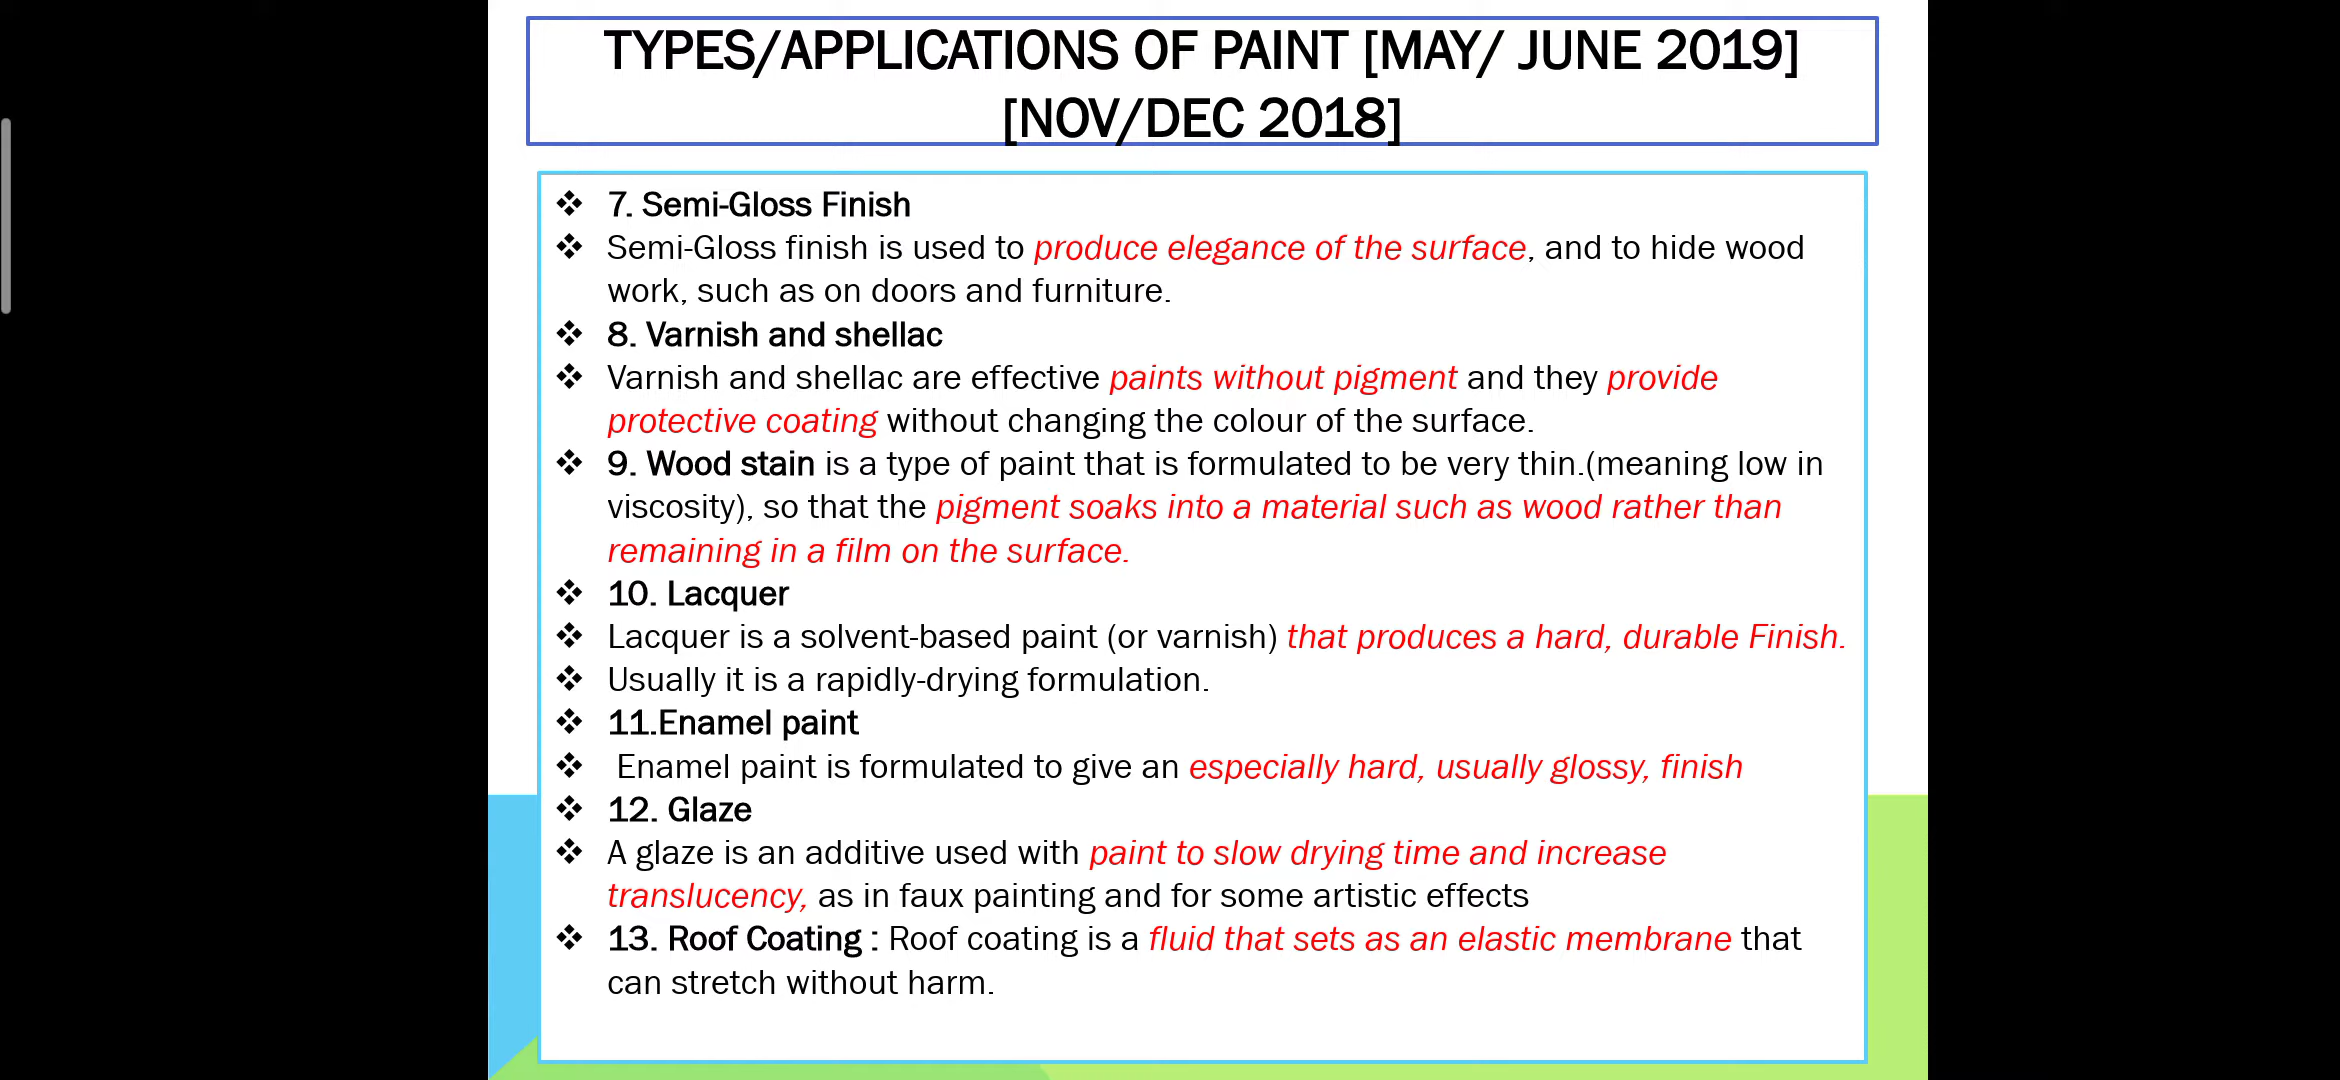 TYPES/APPLICATIONS OF PAINT [MAY/ JUNE 2019]
[NOV/DEC 2018]
❖ 7. Semi-Gloss Finish
❖ Semi-Gloss finish is used to produce elegance of the surface, and to hide wood
work, such as on doors and furniture.
❖ 8. Varnish and shellac
❖ Varnish and shellac are effective paints without pigment and they provide
protective coating without changing the colour of the surface.
❖ 9. Wood stain is a type of paint that is formulated to be very thin.(meaning low in
viscosity), so that the pigment soaks into a material such as wood rather than
remaining in a film on the surface.
❖ 10. Lacquer
❖ Lacquer is a solvent-based paint (or varnish) that produces a hard, durable Finish.
❖ Usually it is a rapidly-drying formulation.
❖ 11.Enamel paint
❖ Enamel paint is formulated to give an especially hard, usually glossy, finish
❖ 12. Glaze
❖ A glaze is an additive used with paint to slow drying time and increase
translucency, as in faux painting and for some artistic effects
❖ 13. Roof Coating : Roof coating is a fluid that sets as an elastic membrane that
can stretch without harm.